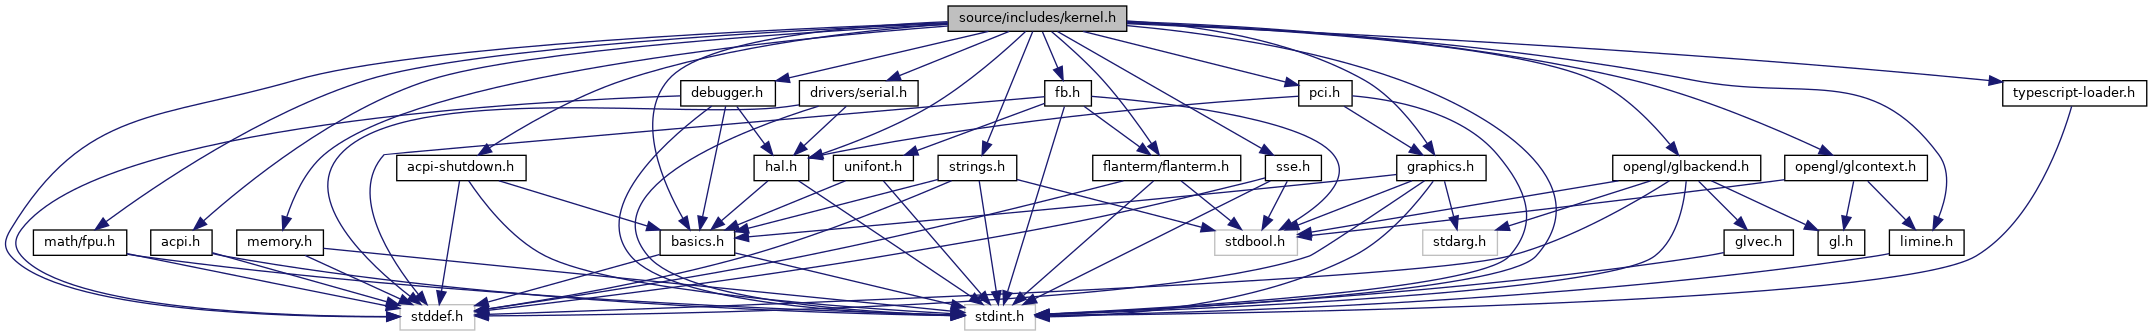 source/includes/kernel.h
debugger.h
drivers/serial.h
fb.h
pci.h
typescript-loader.h
acpi-shutdown.h
hal.h
unifont.h
strings.h
flanterm/flanterm.h
sse.h
graphics.h
opengl/glbackend.h
opengl/glcontext.h
math/fpu.h
acpi.h
memory.h
basics.h
stdbool.h
stdarg.h
glvec.h
gl.h
limine.h
stddef.h
stdint.h